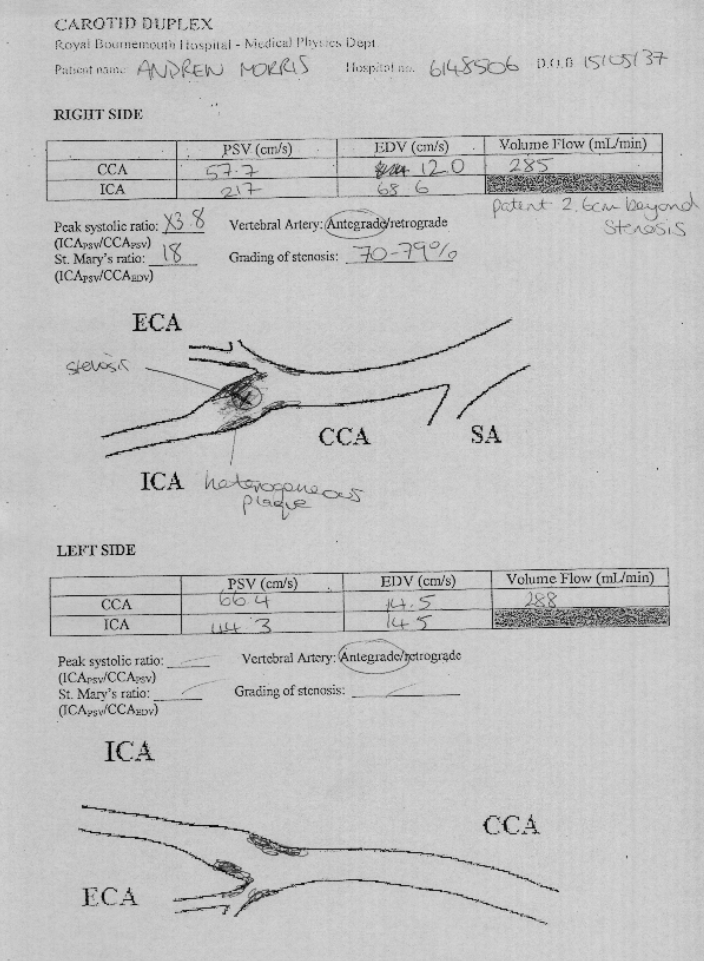 CAROTID DUPLEX
Royal Bournemouth Hospital - Medical Physics Dept
Patient name: ANDREW MORRIS Hospital no. 6148506 D.O.B 15/05/37
RIGHT SIDE
PSV (cm/s) EDV (cm/s) Volume Flow (mL/min)
CCA 57.7 12.0 285
ICA 217 68.6
patent 2.6cm beyond
stenosis
Peak systolic ratio: X3.8 Vertebral Artery: Antegrade/retrograde
(ICAPSV/CCAPSV)
St. Mary's ratio: 18 Grading of stenosis: 70-79%
(ICAPSV/CCAEDV)
ECA
stenosis
CCA SA
ICA heterogeneous
plaque
LEFT SIDE
PSV (cm/s) EDV (cm/s) Volume Flow (mL/min)
CCA 66.4 14.5 288
ICA 44.3 14.5
Peak systolic ratio: Vertebral Artery: Antegrade/retrograde
(ICAPSV/CCAPSV)
St. Mary's ratio: Grading of stenosis:
(ICAPSV/CCAEDV)
ICA
CCA
ECA